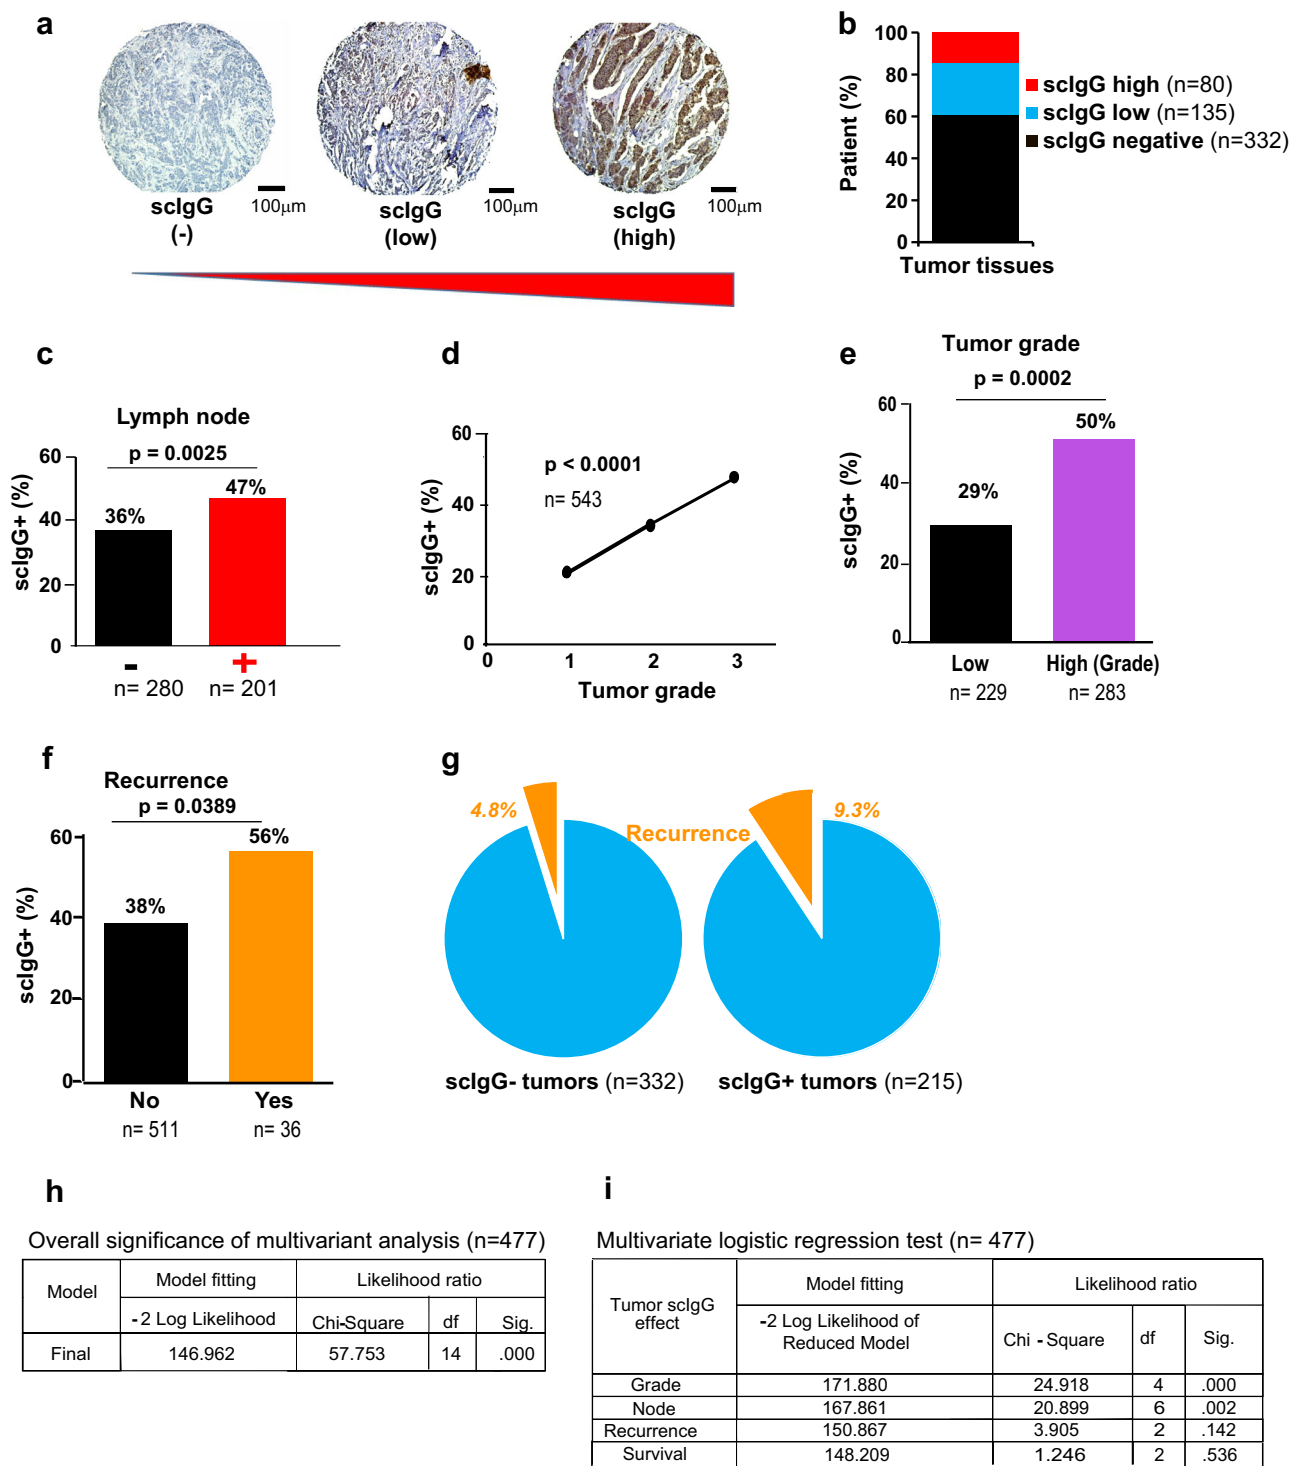 a
scIgG
(-)
100μm
scIgG
(low)
100μm
scIgG
(high)
100μm
b
Patient (%)
100
80
60
40
20
0
Tumor tissues
scIgG high (n=80)
scIgG low (n=135)
scIgG negative (n=332)
c
Lymph node
p = 0.0025
scIgG+ (%)
60
40
20
0
36%
47%
- +
n= 280 n= 201
d
scIgG+ (%)
60
40
20
0
p < 0.0001
n= 543
0 1 2 3
Tumor grade
e
Tumor grade
p = 0.0002
scIgG+ (%)
60
40
20
0
29%
50%
Low High (Grade)
n= 229 n= 283
f
Recurrence
p = 0.0389
scIgG+ (%)
60
40
20
0
38%
56%
No Yes
n= 511 n= 36
g
4.8%
Recurrence
9.3%
scIgG- tumors (n=332)
scIgG+ tumors (n=215)
h
Overall significance of multivariant analysis (n=477)
Model Model fitting Likelihood ratio
-2 Log Likelihood Chi-Square df Sig.
Final 146.962 57.753 14 .000
i
Multivariate logistic regression test (n= 477)
Tumor scIgG
effect
Model fitting Likelihood ratio
-2 Log Likelihood of
Reduced Model
Chi - Square df Sig.
Grade 171.880 24.918 4 .000
Node 167.861 20.899 6 .002
Recurrence 150.867 3.905 2 .142
Survival 148.209 1.246 2 .536